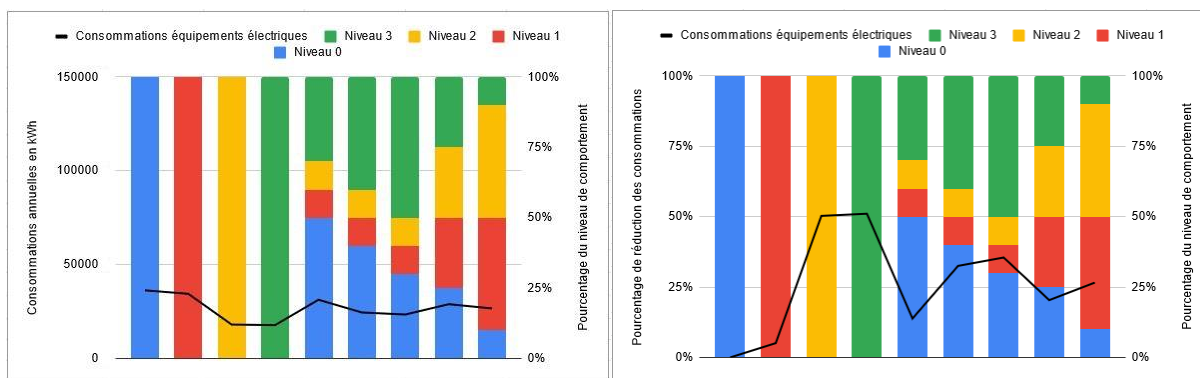 Consommations équipements électriques Niveau 3 Niveau 2 Niveau 1
Niveau 0
150000
100000
50000
0
Consommations annuelles en kWh
100%
75%
50%
25%
0%
Pourcentage du niveau de comportement
Consommations équipements électriques Niveau 3 Niveau 2 Niveau 1
Niveau 0
100%
75%
50%
25%
0%
Pourcentage de réduction des consommations
100%
75%
50%
25%
0%
Pourcentage du niveau de comportement